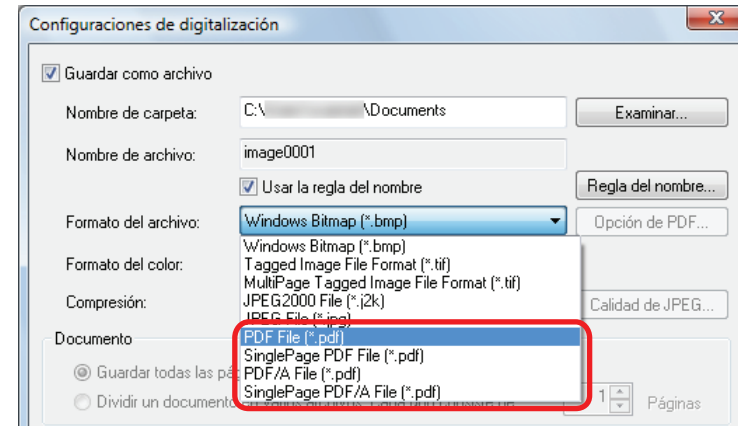 Configuraciones de digitalización
Guardar como archivo
Nombre de carpeta: C:\ \Documents Examinar...
Nombre de archivo: image0001
Usar la regla del nombre Regla del nombre...
Formato del archivo: Windows Bitmap (*.bmp) Opción de PDF...
Windows Bitmap (*.bmp)
Formato del color: Tagged Image File Format (*.tif)
MultiPage Tagged Image File Format (*.tif)
Compresión: JPEG2000 File (*.j2k) Calidad de JPEG...
JPEG File (*.jpg)
Documento PDF File (*.pdf)
SinglePage PDF File (*.pdf)
Guardar todas las pá PDF/A File (*.pdf)
SinglePage PDF/A File (*.pdf)
Dividir un documento 1 Páginas